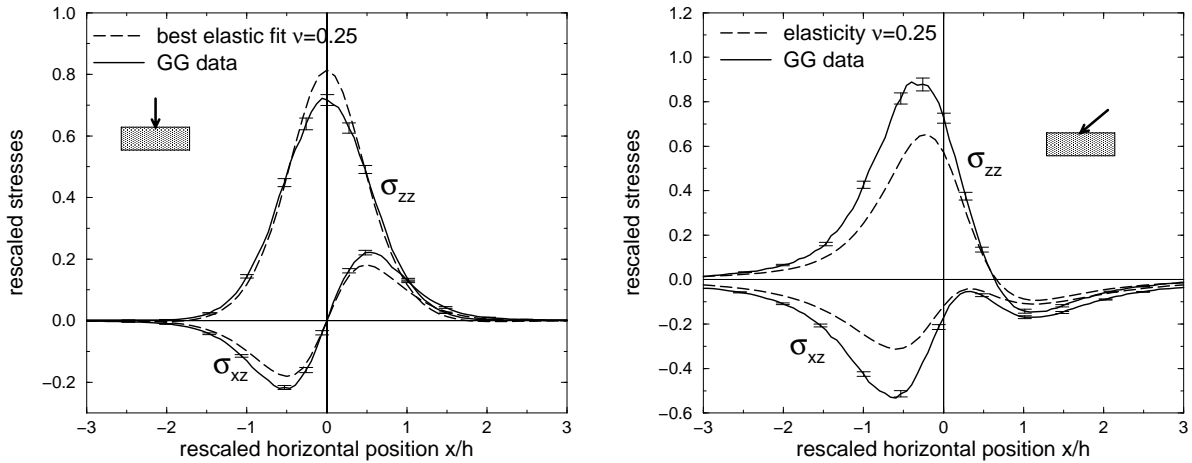 best elastic fit ν=0.25
GG data
σzz
σxz
1.0
0.8
0.6
0.4
0.2
0.0
−0.2
−3
−2
−1
0
1
2
3
rescaled stresses
rescaled horizontal position x/h
elasticity ν=0.25
GG data
σzz
σxz
1.2
1.0
0.8
0.6
0.4
0.2
0.0
−0.2
−0.4
−0.6
−3
−2
−1
0
1
2
3
rescaled stresses
rescaled horizontal position x/h